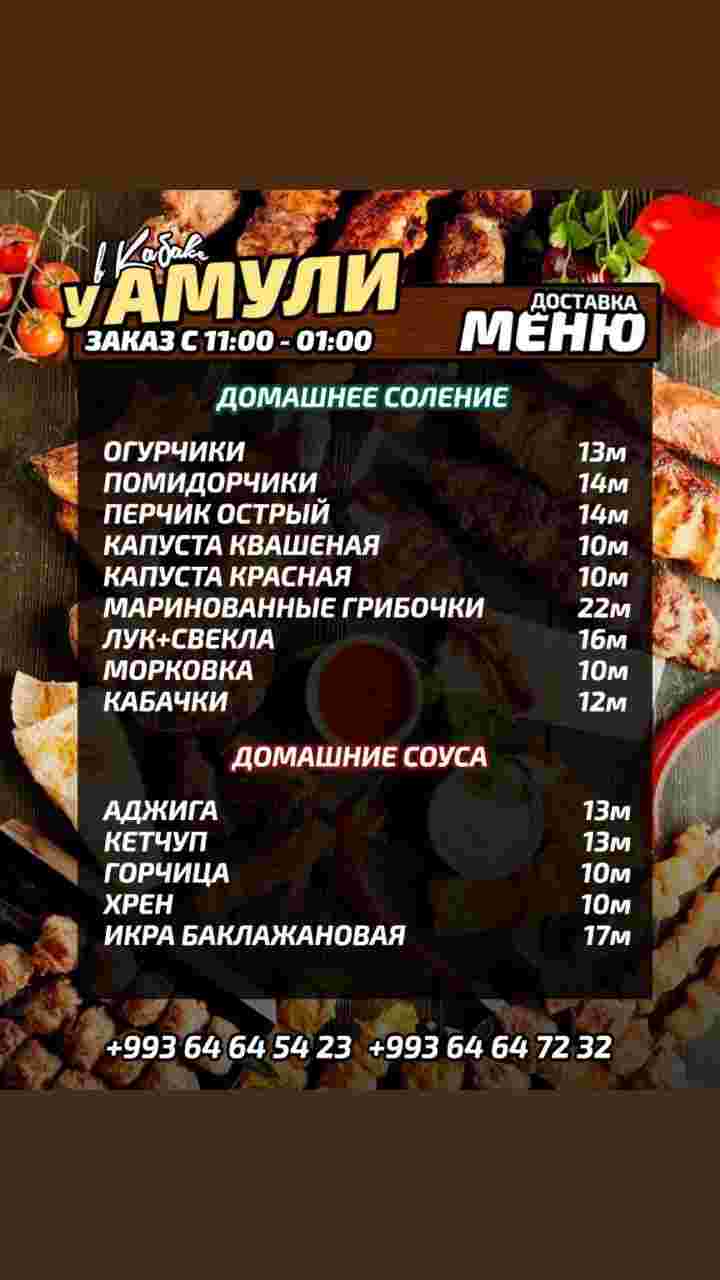 в Кабаке
у АМУЛИ
ЗАКАЗ С 11:00 - 01:00
ДОСТАВКА
МЕНЮ
ДОМАШНЕЕ СОЛЕНИЕ
ОГУРЧИКИ 13м
ПОМИДОРЧИКИ 14м
ПЕРЧИК ОСТРЫЙ 14м
КАПУСТА КВАШЕНАЯ 10м
КАПУСТА КРАСНАЯ 10м
МАРИНОВАННЫЕ ГРИБОЧКИ 22м
ЛУК+СВЕКЛА 16м
МОРКОВКА 10м
КАБАЧКИ 12м
ДОМАШНИЕ СОУСА
АДЖИГА 13м
КЕТЧУП 13м
ГОРЧИЦА 10м
ХРЕН 10м
ИКРА БАКЛАЖАНОВАЯ 17м
+993 64 64 54 23 +993 64 64 72 32